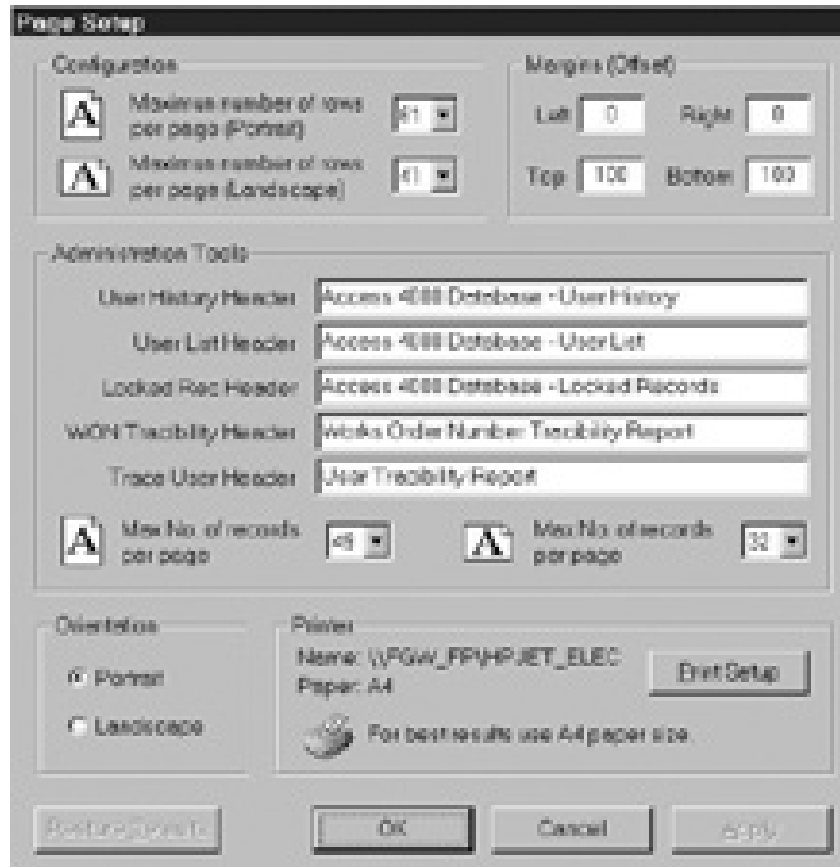 Page Setup
Configuration
Margins (Offset)
A
Maximum number of rows
per page (Portrait)
61
Left 0 Right 0
A
Maximum number of rows
per page (Landscape)
41
Top 100 Bottom 100
Administration Tools
User History Header Access 4000 Database - User History
User List Header Access 4000 Database - User List
Locked Rec Header Access 4000 Database - Locked Records
WON Tracibility Header Works Order Number Tracibility Report
Trace User Header User Tracibility Report
A
Max No. of records
per page
A
Max No. of records
per page
32
Orientation
Portrait
Landscape
Printer
Name:
Paper: A4
Print Setup
For best results use A4 paper size.
OK
Cancel
Apply